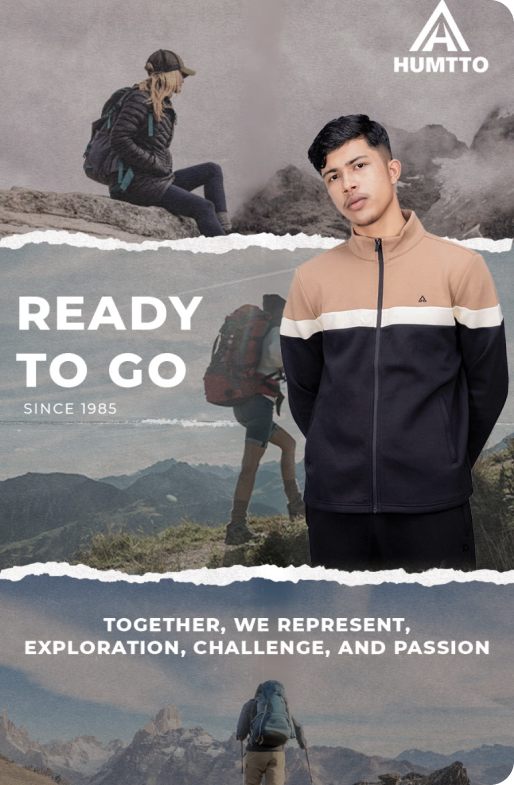 HUMTTO
READY
TO GO
SINCE 1985
TOGETHER, WE REPRESENT,
EXPLORATION, CHALLENGE, AND PASSION